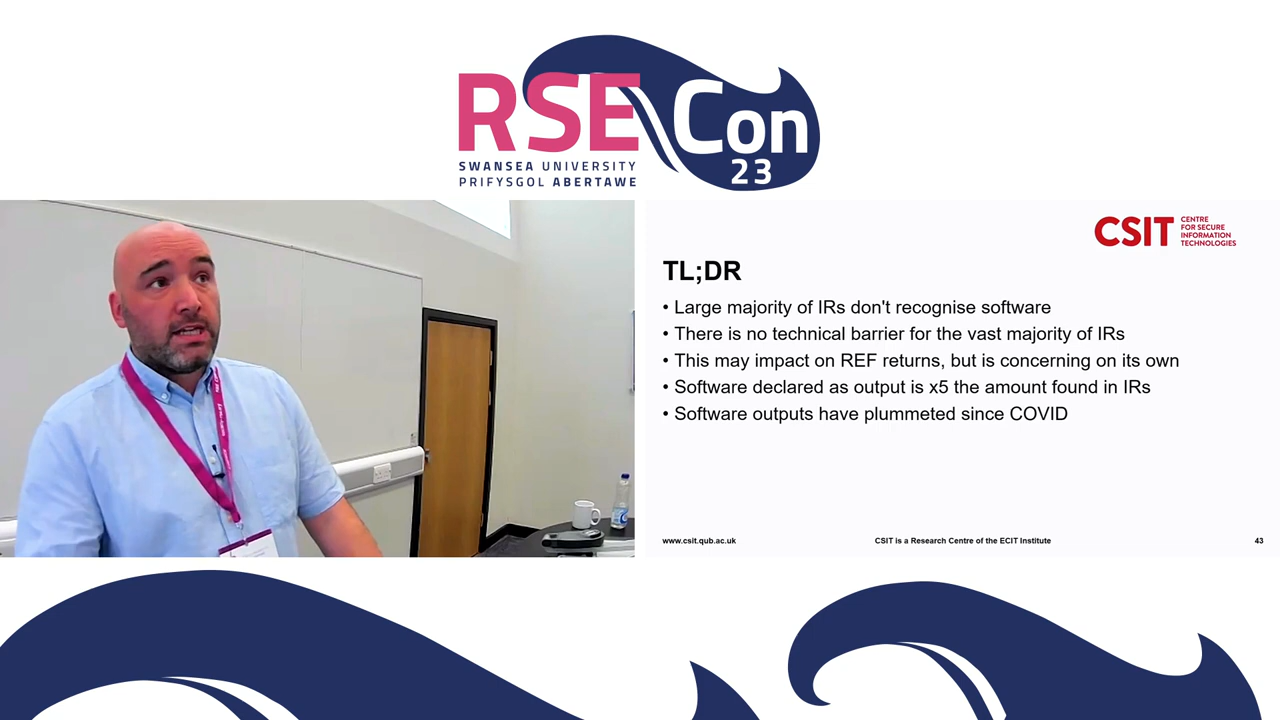 RSE Con
23
SWANSEA UNIVERSITY
PRIFYSGOL ABERTAWE
CSIT
CENTRE
FOR SECURE
INFORMATION
TECHNOLOGIES
TL;DR
• Large majority of IRs don't recognise software
• There is no technical barrier for the vast majority of IRs
• This may impact on REF returns, but is concerning on its own
• Software declared as output is x5 the amount found in IRs
• Software outputs have plummeted since COVID
www.csit.qub.ac.uk
CSIT is a Research Centre of the ECIT Institute
43